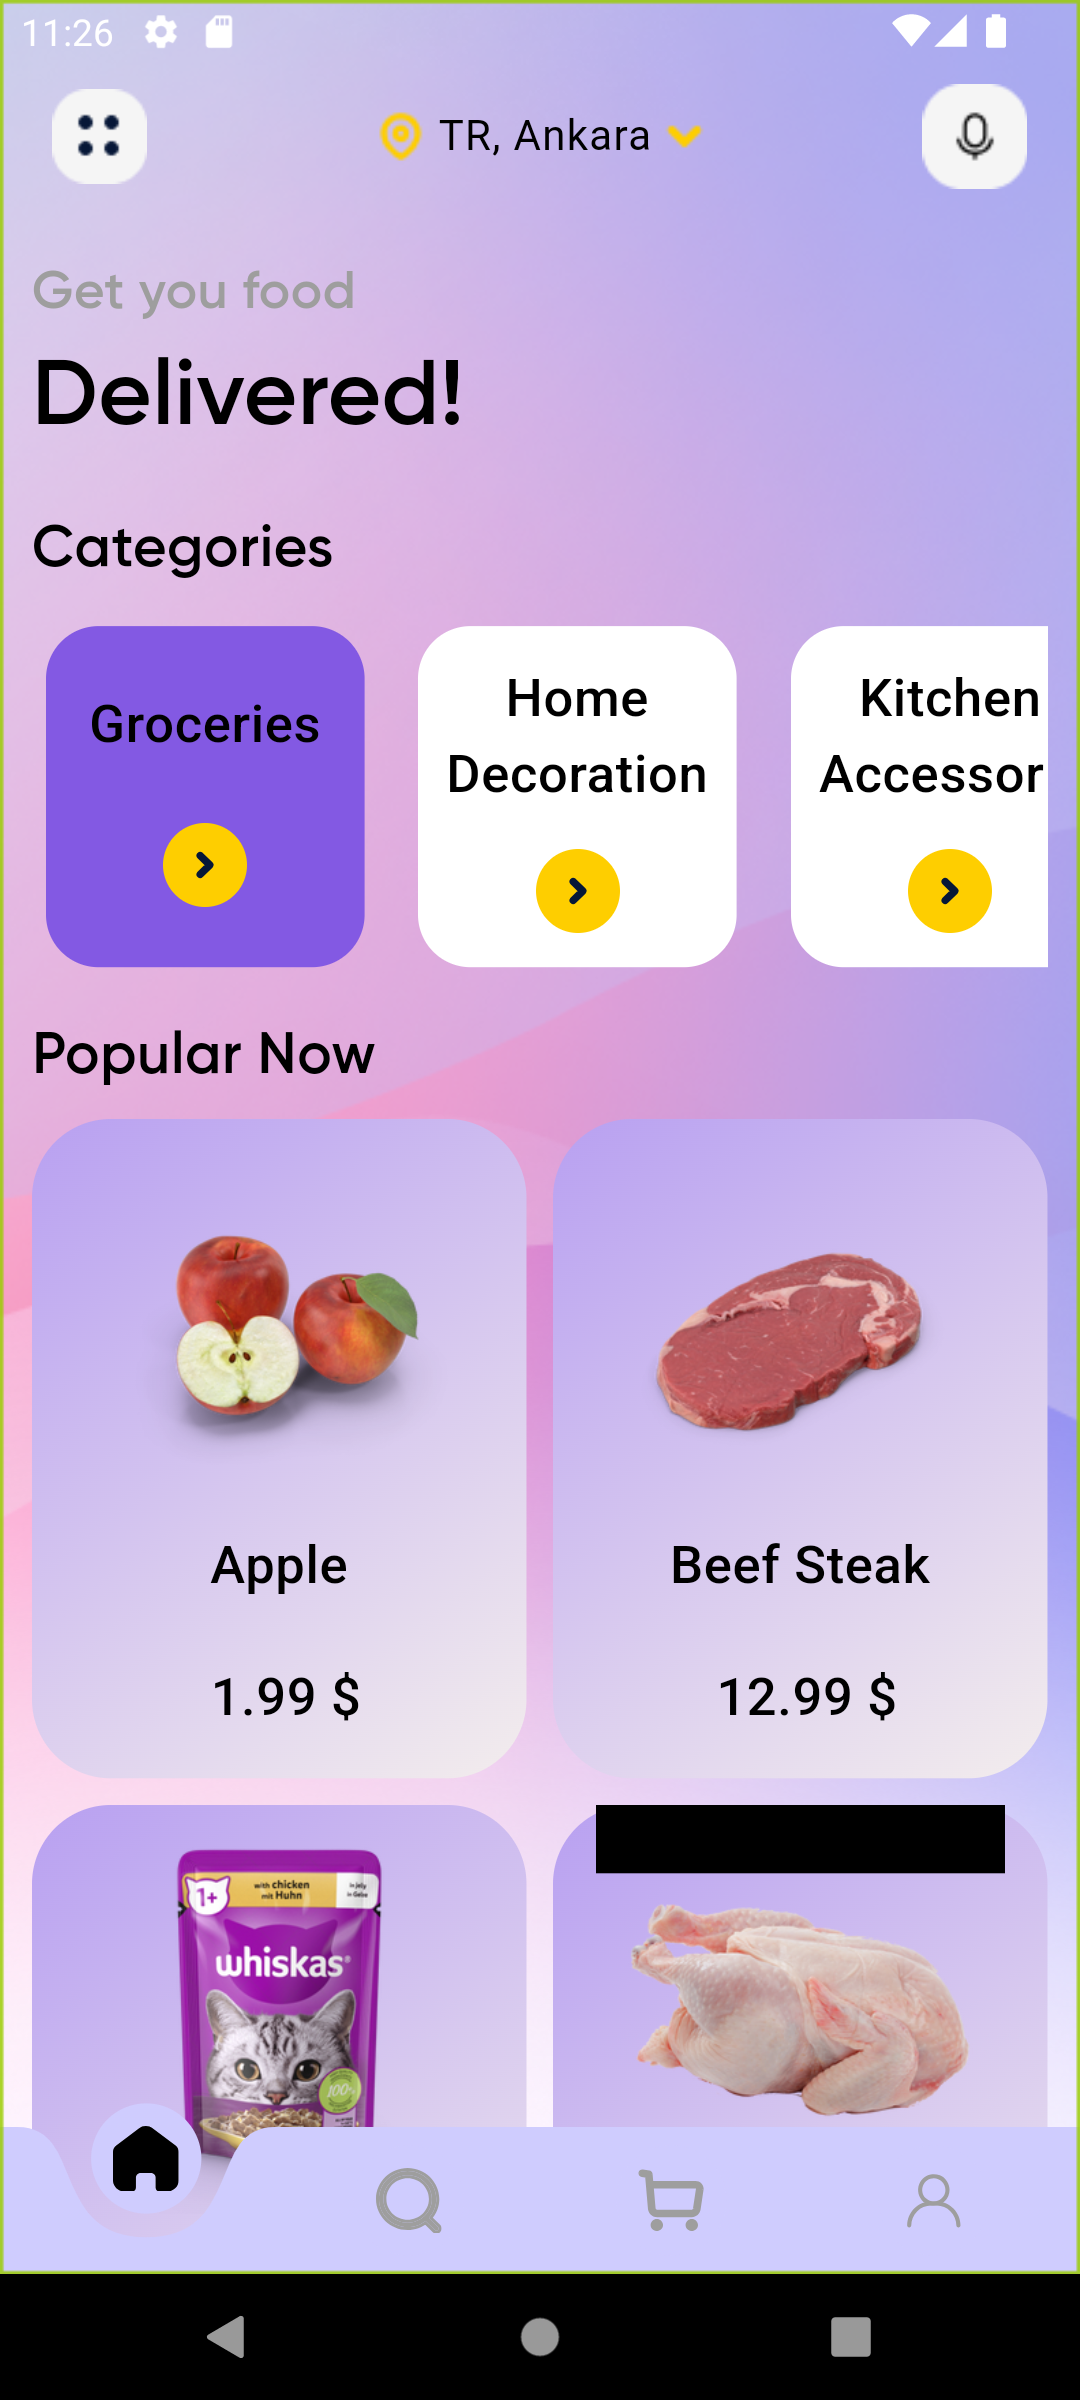 11:26
TR, Ankara
Get you food
Delivered!
Categories
Groceries
Home
Decoration
Kitchen
Accessor
Popular Now
Apple
1.99 $
Beef Steak
12.99 $
1+
with chicken
mit Huhn
in Jelly
in Gelee
whiskas®
100%